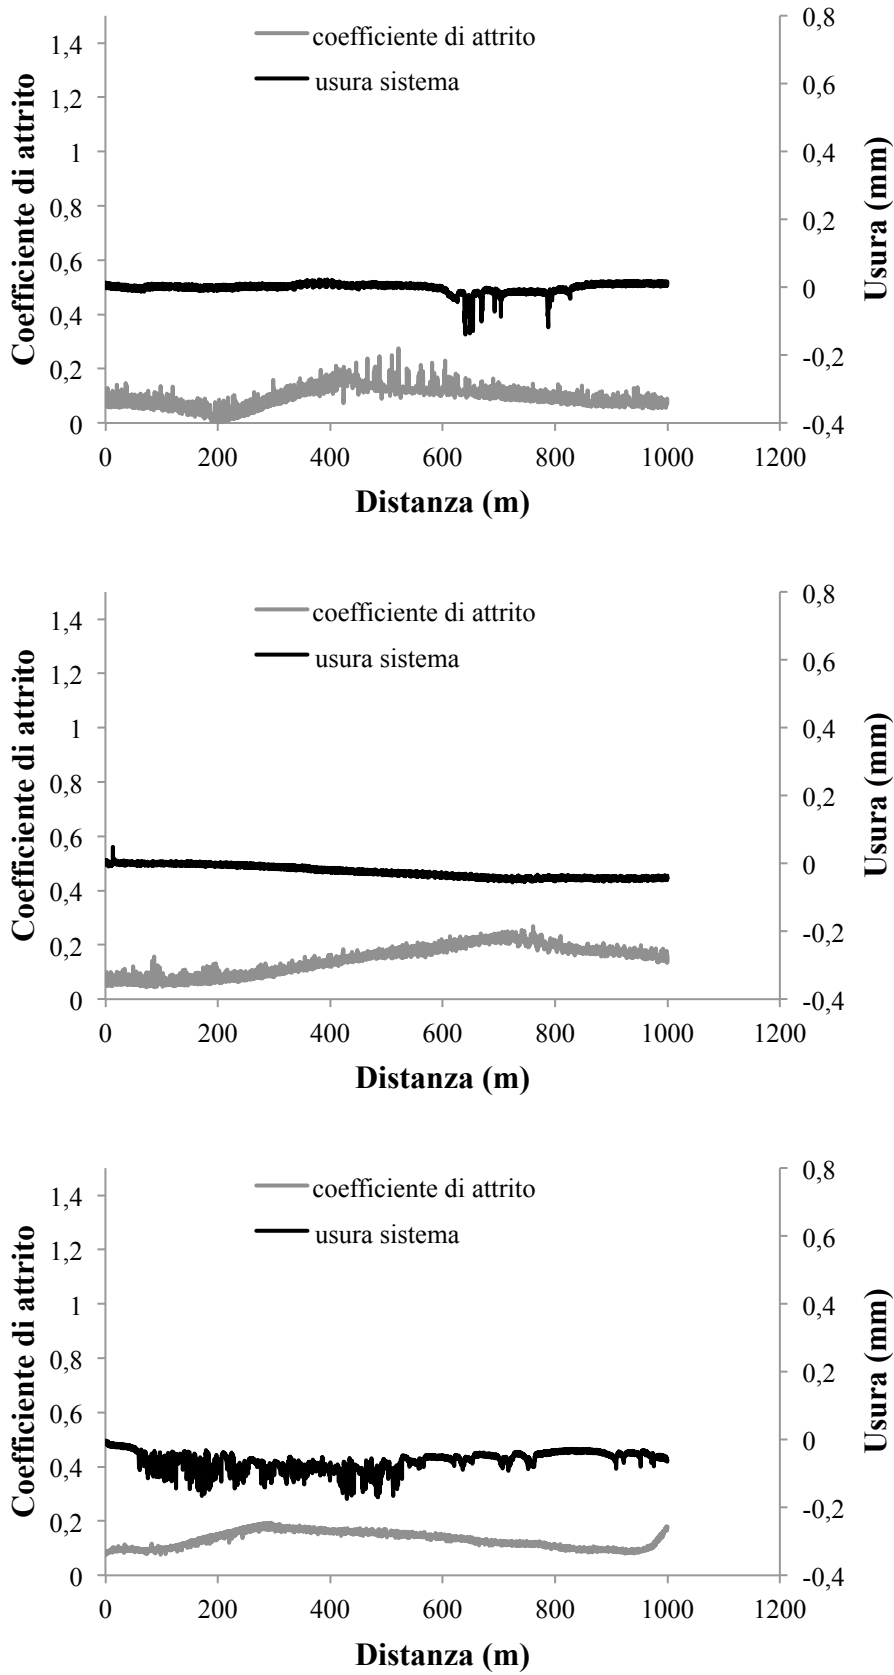 coefficiente di attrito
usura sistema
Coefficiente di attrito
1,4
1,2
1
0,8
0,6
0,4
0,2
0
0,8
0,6
0,4
0,2
0
-0,2
-0,4
Usura (mm)
0 200 400 600 800 1000 1200
Distanza (m)
coefficiente di attrito
usura sistema
Coefficiente di attrito
1,4
1,2
1
0,8
0,6
0,4
0,2
0
0,8
0,6
0,4
0,2
0
-0,2
-0,4
Usura (mm)
0 200 400 600 800 1000 1200
Distanza (m)
coefficiente di attrito
usura sistema
Coefficiente di attrito
1,4
1,2
1
0,8
0,6
0,4
0,2
0
0,8
0,6
0,4
0,2
0
-0,2
-0,4
Usura (mm)
0 200 400 600 800 1000 1200
Distanza (m)